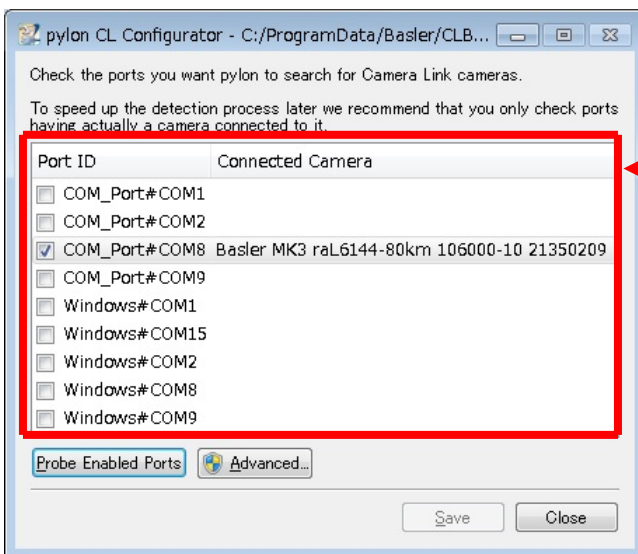 pylon CL Configurator - C:/ProgramData/Basler/CLB...
Check the ports you want pylon to search for Camera Link cameras.
To speed up the detection process later we recommend that you only check ports
having actually a camera connected to it.
Port ID Connected Camera
COM_Port#COM1
COM_Port#COM2
COM_Port#COM8 Basler MK3 raL6144-80km 106000-10 21350209
COM_Port#COM9
Windows#COM1
Windows#COM15
Windows#COM2
Windows#COM8
Windows#COM9
Probe Enabled Ports Advanced...
Save Close